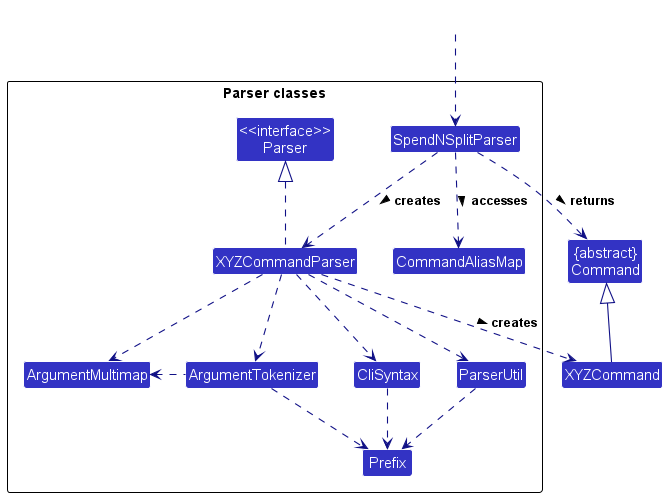 Parser classes
<<interface>>
Parser
SpendNSplitParser
creates
accesses
returns
XYZCommandParser
CommandAliasMap
{abstract}
Command
creates
ArgumentMultimap
ArgumentTokenizer
CliSyntax
ParserUtil
XYZCommand
Prefix